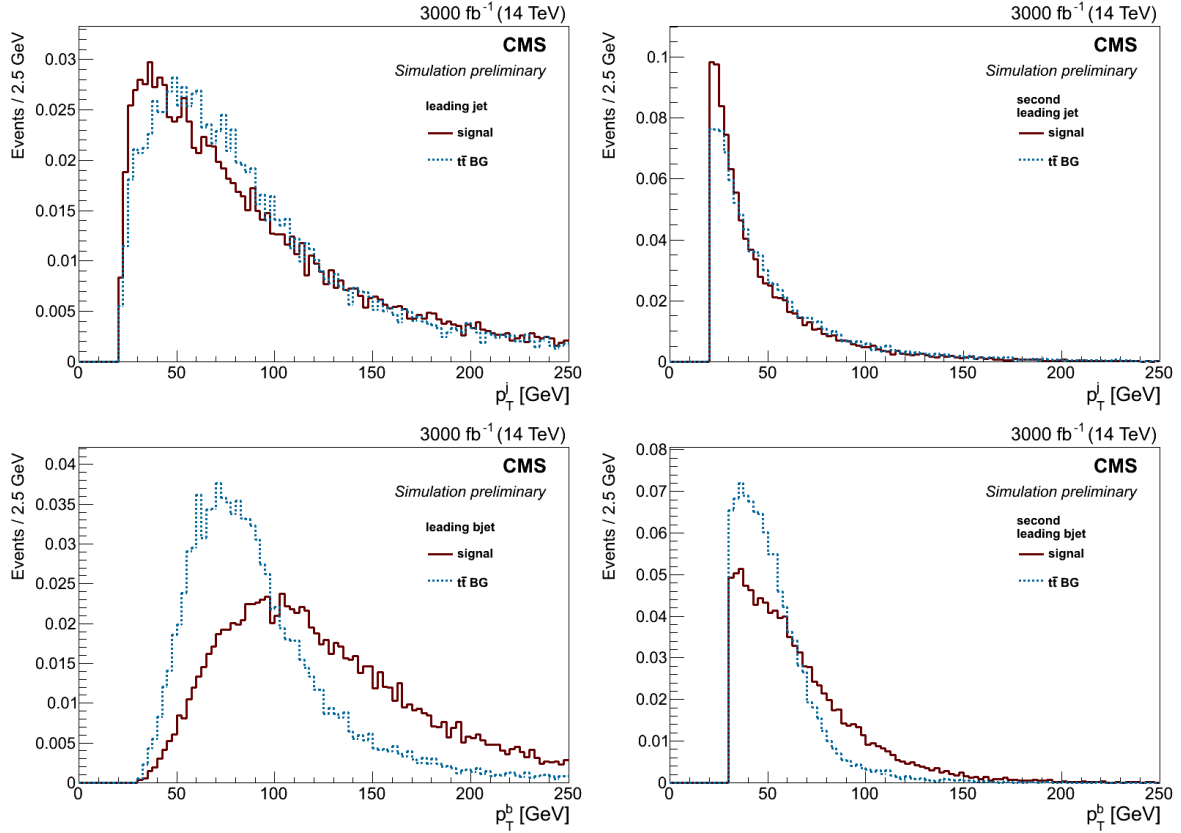 3000 fb⁻¹ (14 TeV)
CMS
Simulation preliminary
leading jet
signal
tt̄ BG
Events / 2.5 GeV
0.03
0.025
0.02
0.015
0.01
0.005
0
0 50 100 150 200 250
p_T^j [GeV]
3000 fb⁻¹ (14 TeV)
CMS
Simulation preliminary
second
leading jet
signal
tt̄ BG
Events / 2.5 GeV
0.1
0.08
0.06
0.04
0.02
0
0 50 100 150 200 250
p_T^j [GeV]
3000 fb⁻¹ (14 TeV)
CMS
Simulation preliminary
leading bjet
signal
tt̄ BG
Events / 2.5 GeV
0.04
0.035
0.03
0.025
0.02
0.015
0.01
0.005
0
0 50 100 150 200 250
p_T^b [GeV]
3000 fb⁻¹ (14 TeV)
CMS
Simulation preliminary
second
leading bjet
signal
tt̄ BG
Events / 2.5 GeV
0.08
0.07
0.06
0.05
0.04
0.03
0.02
0.01
0
0 50 100 150 200 250
p_T^b [GeV]